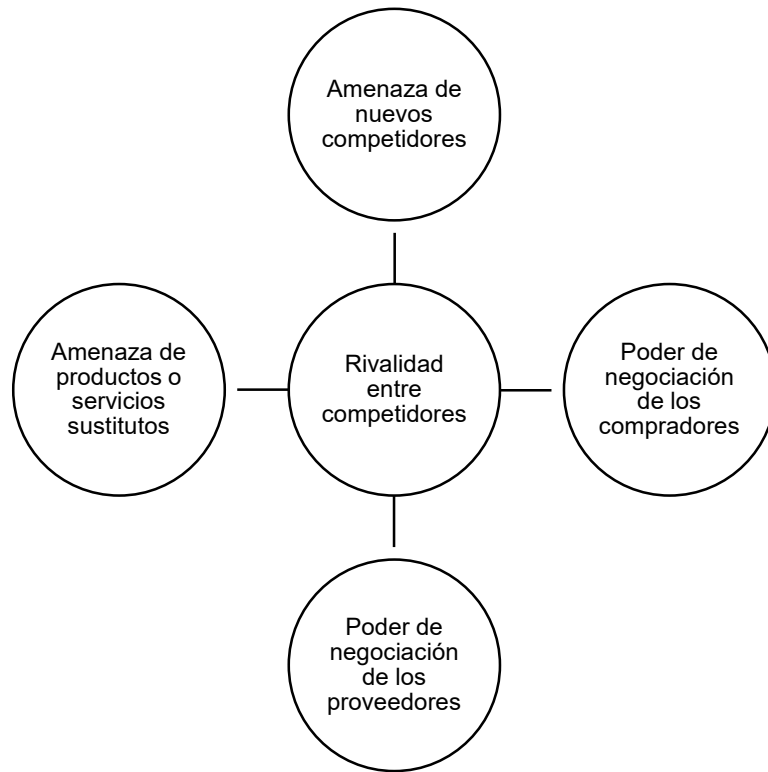 Amenaza de
nuevos
competidores
Amenaza de
productos o
servicios
sustitutos
Rivalidad
entre
competidores
Poder de
negociación
de los
compradores
Poder de
negociación
de los
proveedores